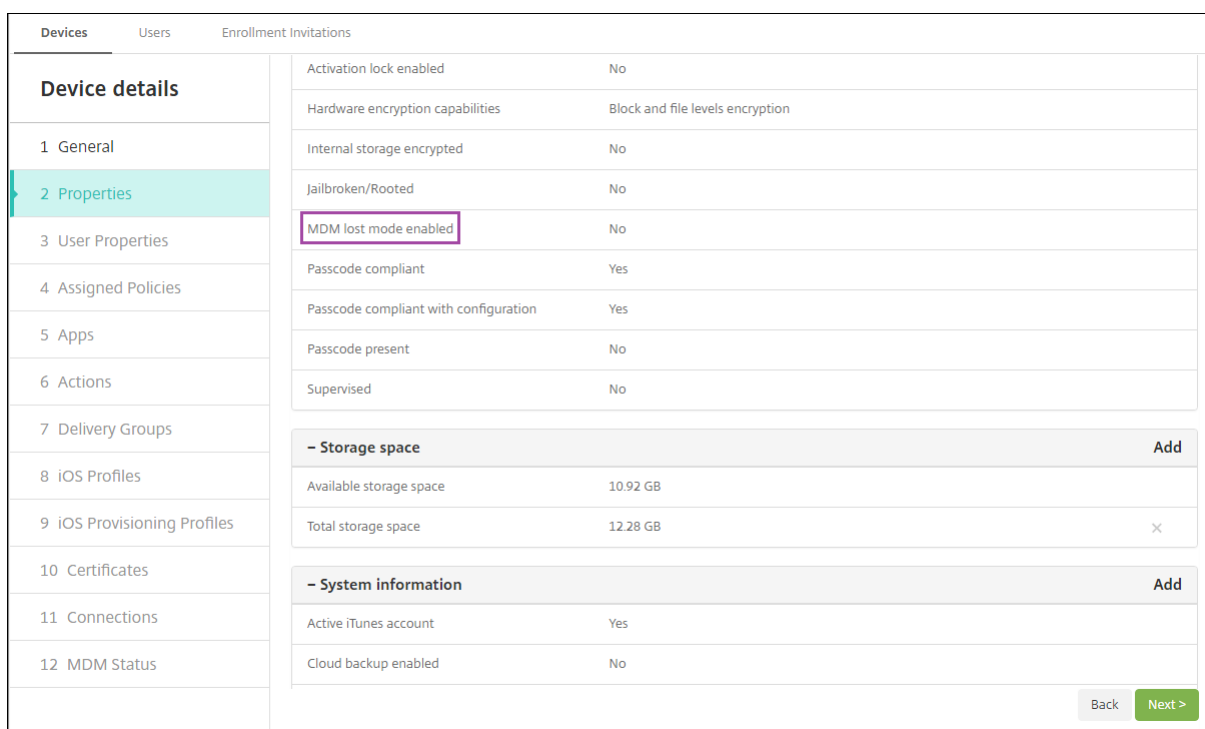 Devices Users Enrollment Invitations
Device details
1 General
2 Properties
3 User Properties
4 Assigned Policies
5 Apps
6 Actions
7 Delivery Groups
8 iOS Profiles
9 iOS Provisioning Profiles
10 Certificates
11 Connections
12 MDM Status
Activation lock enabled No
Hardware encryption capabilities Block and file levels encryption
Internal storage encrypted No
Jailbroken/Rooted No
MDM lost mode enabled No
Passcode compliant Yes
Passcode compliant with configuration Yes
Passcode present No
Supervised No
– Storage space Add
Available storage space 10.92 GB
Total storage space 12.28 GB ×
– System information Add
Active iTunes account Yes
Cloud backup enabled No
Back Next >